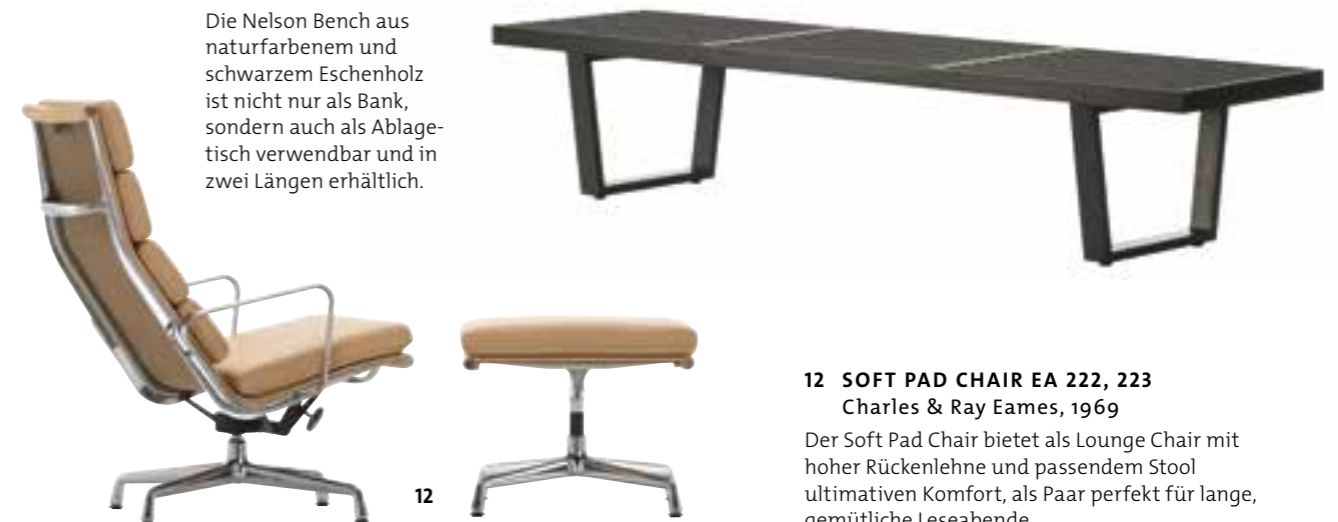 Die Nelson Bench aus
naturfarbenem und
schwarzem Eschenholz
ist nicht nur als Bank,
sondern auch als Ablage-
tisch verwendbar und in
zwei Längen erhältlich.
12
12 SOFT PAD CHAIR EA 222, 223
Charles & Ray Eames, 1969
Der Soft Pad Chair bietet als Lounge Chair mit
hoher Rückenlehne und passendem Stool
ultimativen Komfort, als Paar perfekt für lange,
gemütliche Leseabende.